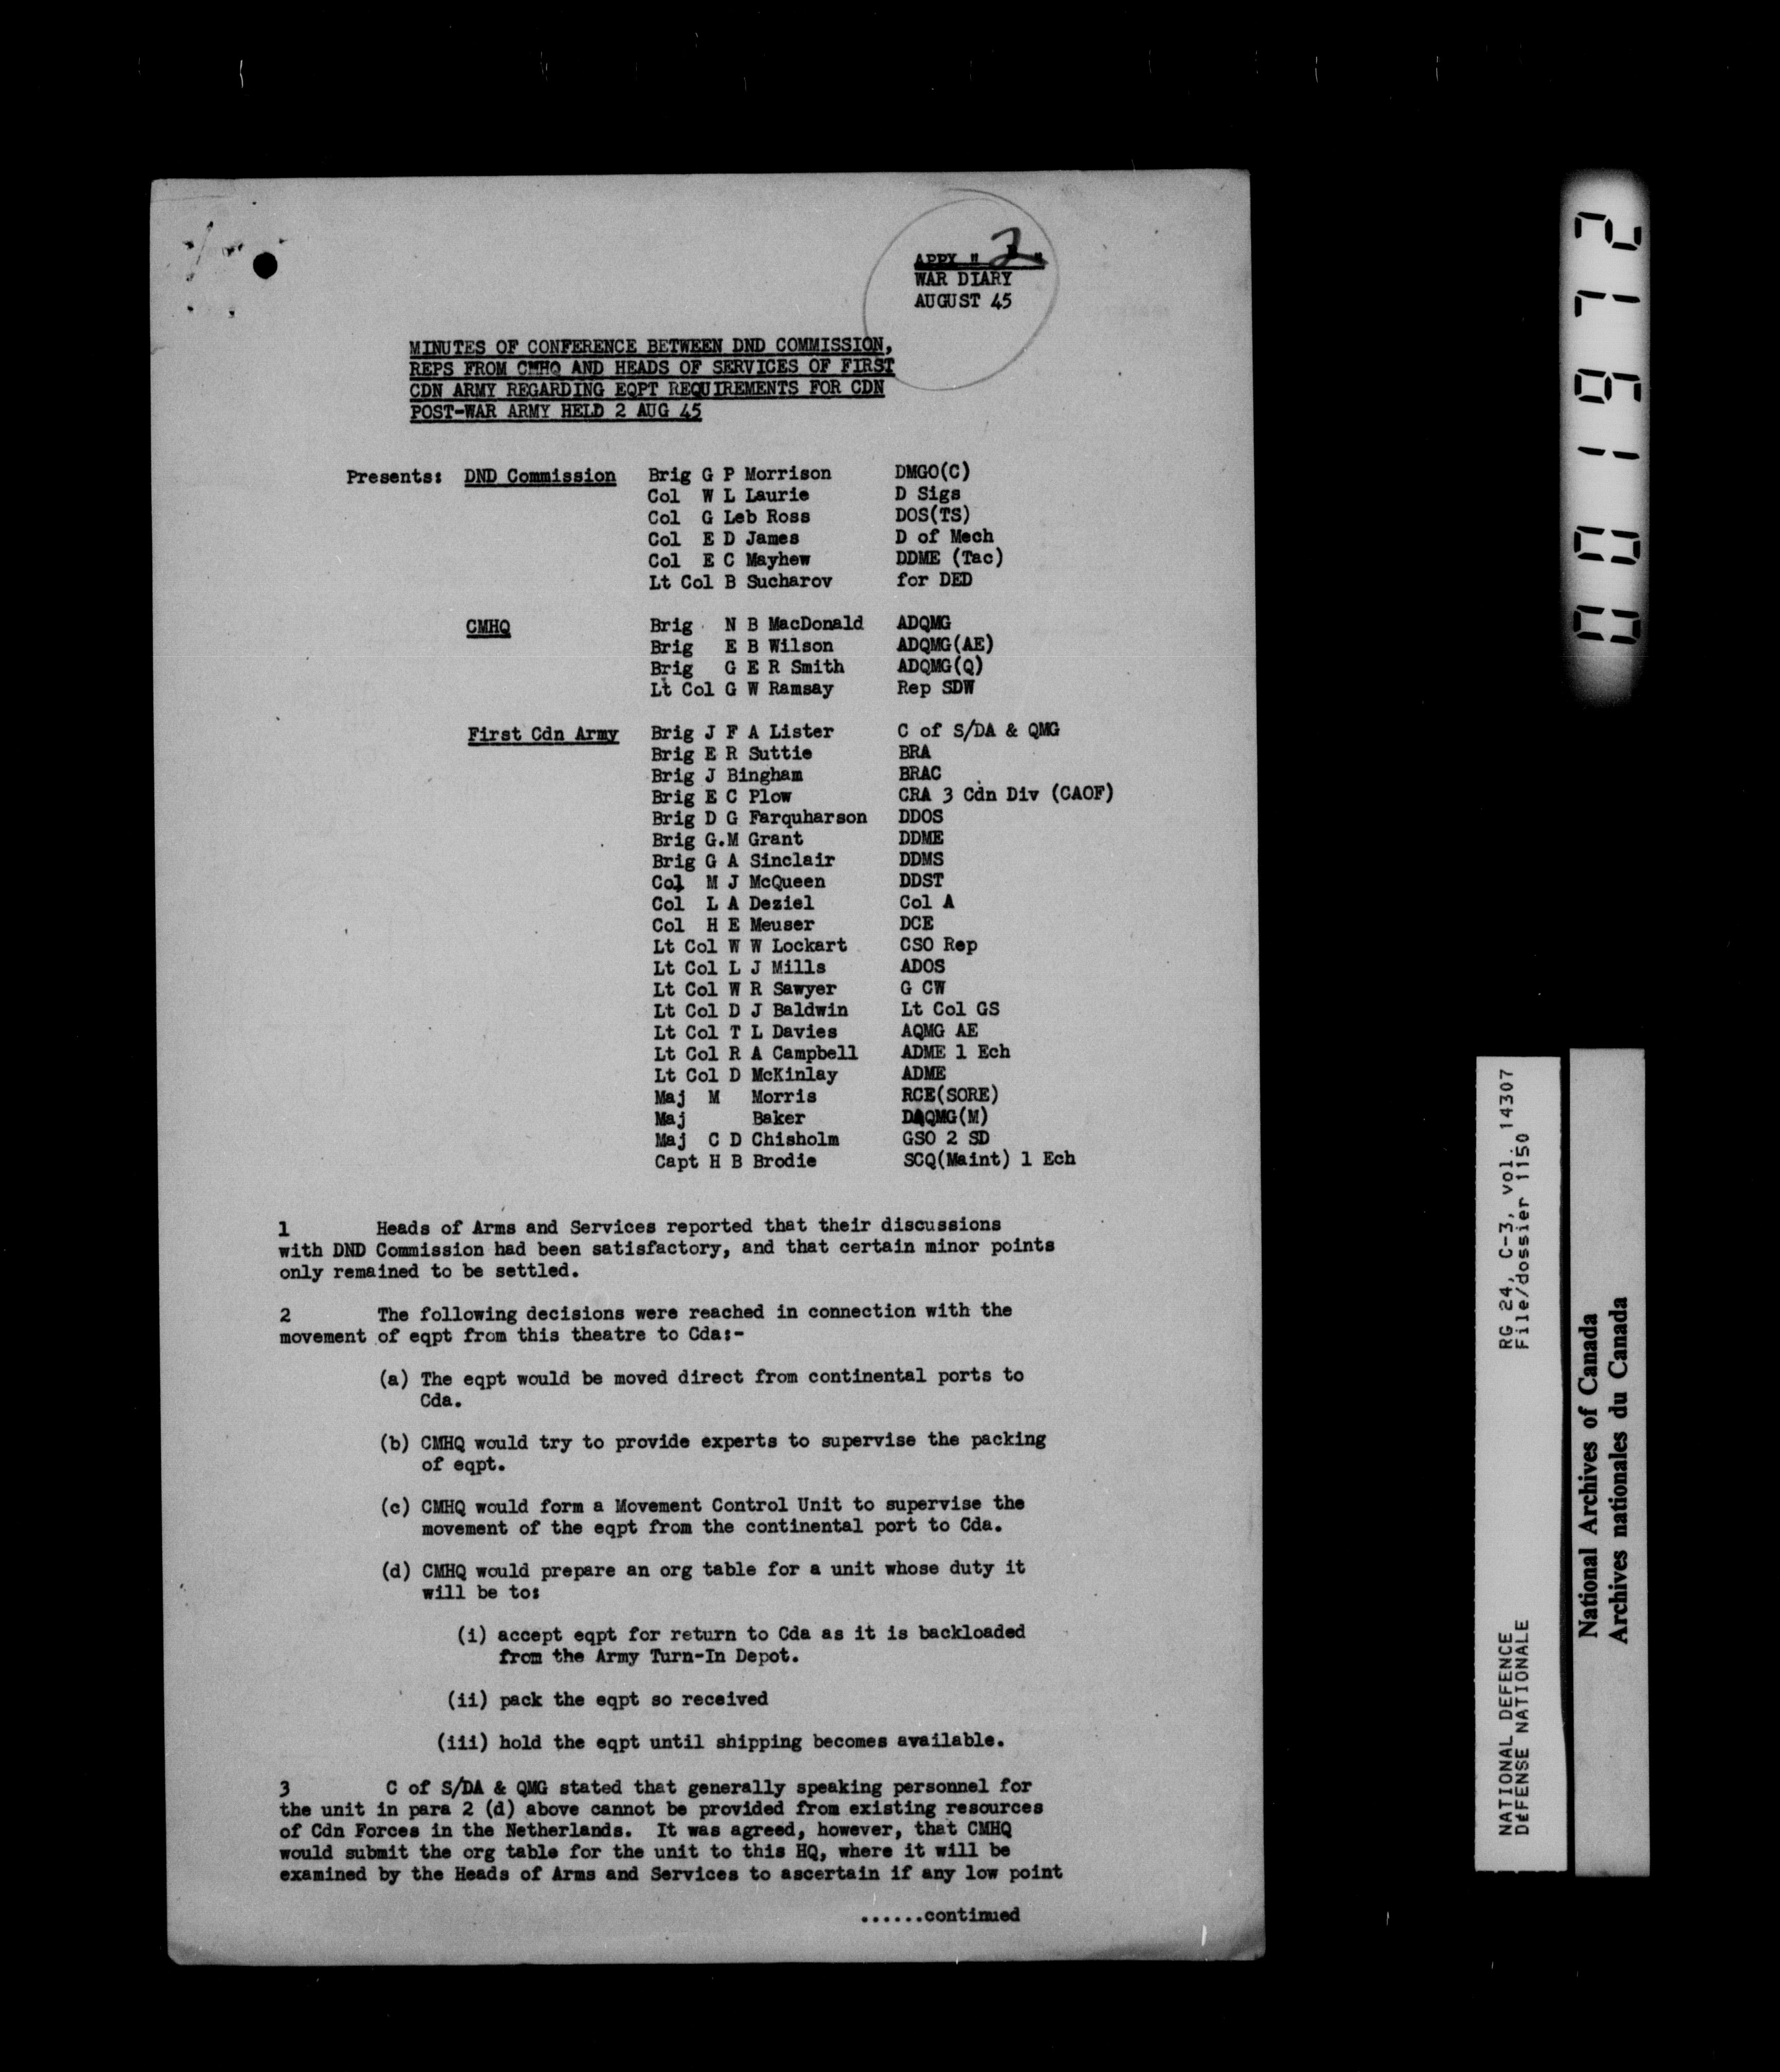 APPX " 2 "
WAR DIARY
AUGUST 45
MINUTES OF CONFERENCE BETWEEN DND COMMISSION,
REPS FROM CMHQ AND HEADS OF SERVICES OF FIRST
CDN ARMY REGARDING EQPT REQUIREMENTS FOR CDN
POST-WAR ARMY HELD 2 AUG 45
Presents: DND Commission Brig G P Morrison DMGO(C)
Col W L Laurie D Sigs
Col G Leb Ross DOS(TS)
Col E D James D of Mech
Col E C Mayhew DDME (Tac)
Lt Col B Sucharov for DED
CMHQ Brig N B MacDonald ADQMG
Brig E B Wilson ADQMG(AE)
Brig G E R Smith ADQMG(Q)
Lt Col G W Ramsay Rep SDW
First Cdn Army Brig J F A Lister C of S/DA & QMG
Brig E R Suttie BRA
Brig J Bingham BRAC
Brig E C Plow CRA 3 Cdn Div (CAOF)
Brig D G Farquharson DDOS
Brig G.M Grant DDME
Brig G A Sinclair DDMS
Col M J McQueen DDST
Col L A Deziel Col A
Col H E Meuser DCE
Lt Col W W Lockart CSO Rep
Lt Col L J Mills ADOS
Lt Col W R Sawyer G CW
Lt Col D J Baldwin Lt Col GS
Lt Col T L Davies AQMG AE
Lt Col R A Campbell ADME 1 Ech
Lt Col D McKinlay ADME
Maj M Morris RCE(SORE)
Maj Baker DAQMG(M)
Maj C D Chisholm GSO 2 SD
Capt H B Brodie SCQ(Maint) 1 Ech
1 Heads of Arms and Services reported that their discussions
with DND Commission had been satisfactory, and that certain minor points
only remained to be settled.
2 The following decisions were reached in connection with the
movement of eqpt from this theatre to Cda:-
(a) The eqpt would be moved direct from continental ports to
Cda.
(b) CMHQ would try to provide experts to supervise the packing
of eqpt.
(c) CMHQ would form a Movement Control Unit to supervise the
movement of the eqpt from the continental port to Cda.
(d) CMHQ would prepare an org table for a unit whose duty it
will be to:
(i) accept eqpt for return to Cda as it is backloaded
from the Army Turn-In Depot.
(ii) pack the eqpt so received
(iii) hold the eqpt until shipping becomes available.
3 C of S/DA & QMG stated that generally speaking personnel for
the unit in para 2 (d) above cannot be provided from existing resources
of Cdn Forces in the Netherlands. It was agreed, however, that CMHQ
would submit the org table for the unit to this HQ, where it will be
examined by the Heads of Arms and Services to ascertain if any low point
......continued
001972
NATIONAL DEFENCE RG 24, C-3, vol. 14307
DEFENSE NATIONALE File/dossier 1150
National Archives of Canada
Archives nationales du Canada